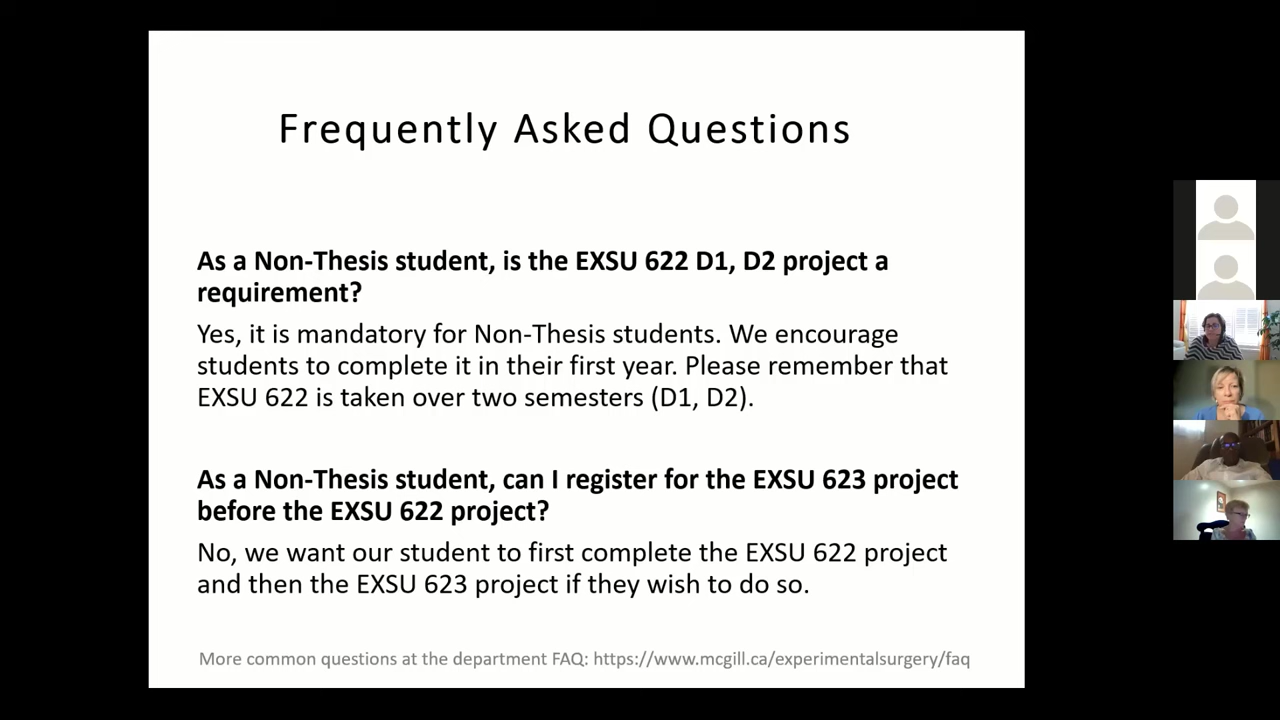 Frequently Asked Questions
As a Non-Thesis student, is the EXSU 622 D1, D2 project a
requirement?
Yes, it is mandatory for Non-Thesis students. We encourage
students to complete it in their first year. Please remember that
EXSU 622 is taken over two semesters (D1, D2).
As a Non-Thesis student, can I register for the EXSU 623 project
before the EXSU 622 project?
No, we want our student to first complete the EXSU 622 project
and then the EXSU 623 project if they wish to do so.
More common questions at the department FAQ: https://www.mcgill.ca/experimentalsurgery/faq